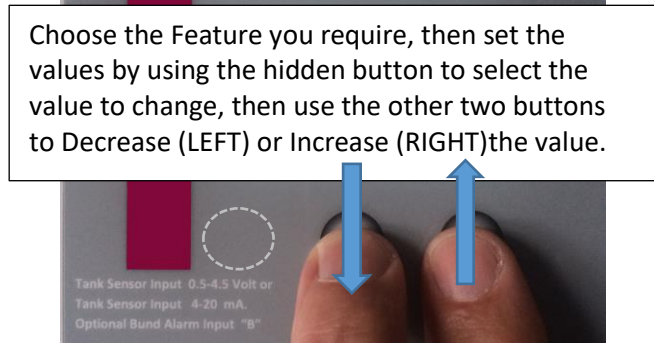 Choose the Feature you require, then set the
values by using the hidden button to select the
value to change, then use the other two buttons
to Decrease (LEFT) or Increase (RIGHT)the value.
Tank Sensor Input 0.5-4.5 Volt or
Tank Sensor Input 4-20 mA.
Optional Bund Alarm Input "B"